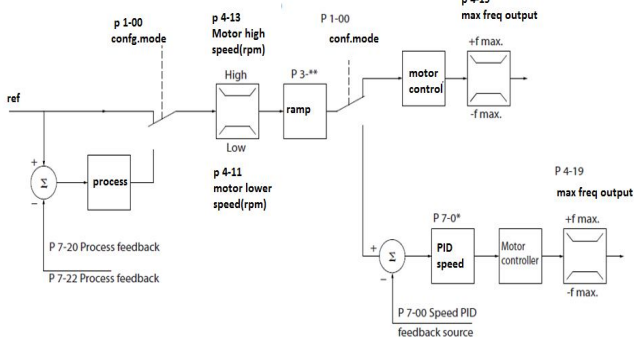 p 4-19
max freq output
p 1-00
confg.mode
p 4-13
Motor high
speed(rpm)
P 1-00
conf.mode
High
P 3-**
+f max.
motor
control
ref
ramp
-f max.
Low
+
Σ
process
p 4-11
motor lower
speed(rpm)
P 4-19
max freq output
−
P 7-0*
+f max.
P 7-20 Process feedback
+
Σ
PID
speed
Motor
controller
P 7-22 Process feedback
−
-f max.
P 7-00 Speed PID
feedback source